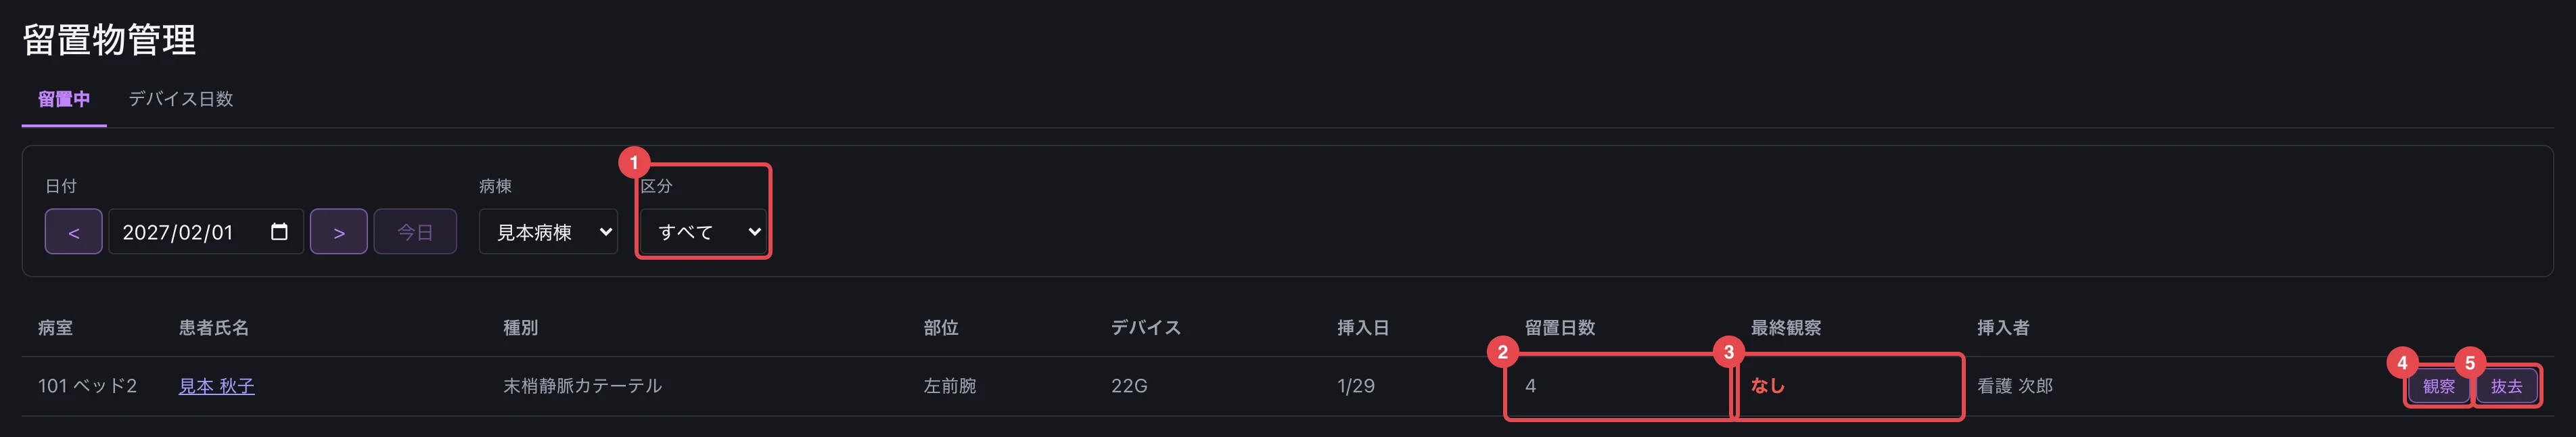 留置物管理
留置中 デバイス日数
1
日付 病棟 区分
< 2027/02/01 > 今日 見本病棟 すべて
病室 患者氏名 種別 部位 デバイス 挿入日 留置日数 最終観察 挿入者
2 3 4 5
101 ベッド2 見本 秋子 末梢静脈カテーテル 左前腕 22G 1/29 4 なし 看護 次郎 観察 抜去